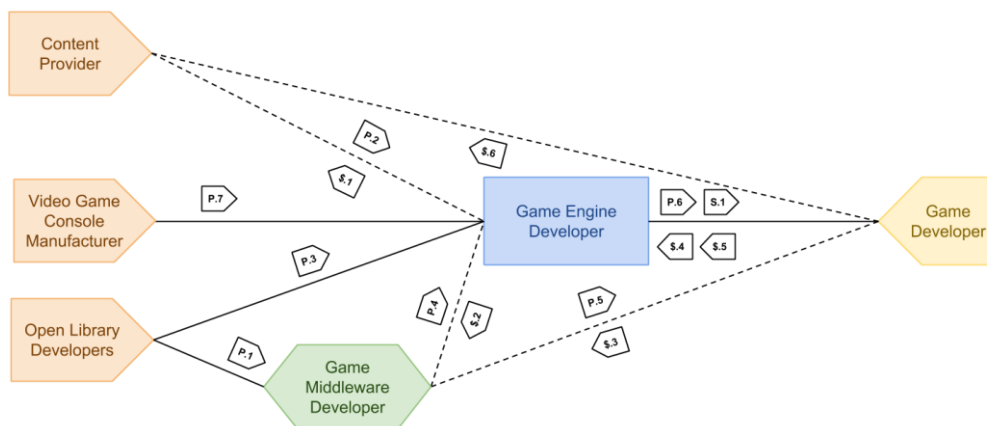 Content
Provider
P.2
$.6
$.1
Video Game
Console
Manufacturer
P.7
Game Engine
Developer
P.6
S.1
Game
Developer
$.4
$.5
P.3
P.4
$.2
P.5
$.3
Open Library
Developers
P.1
Game
Middleware
Developer